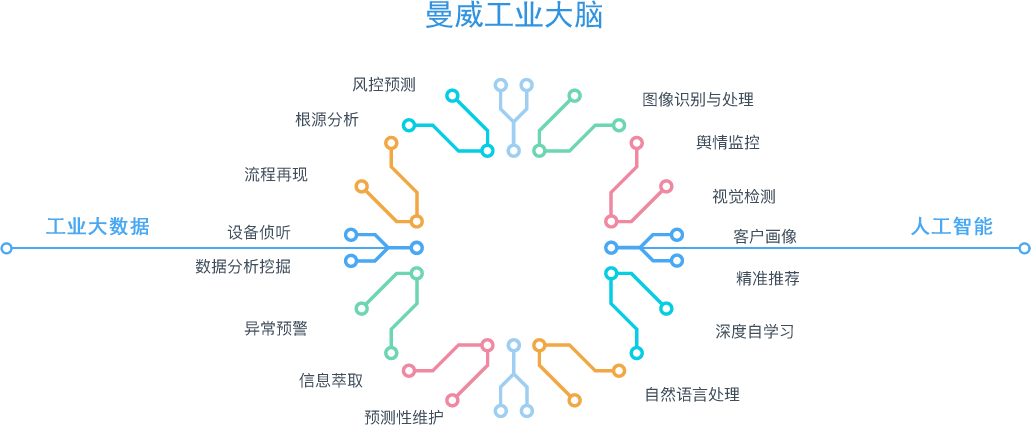 曼威工业大脑
风控预测
根源分析
流程再现
工业大数据
设备侦听
数据分析挖掘
异常预警
信息萃取
预测性维护
图像识别与处理
舆情监控
视觉检测
人工智能
客户画像
精准推荐
深度自学习
自然语言处理